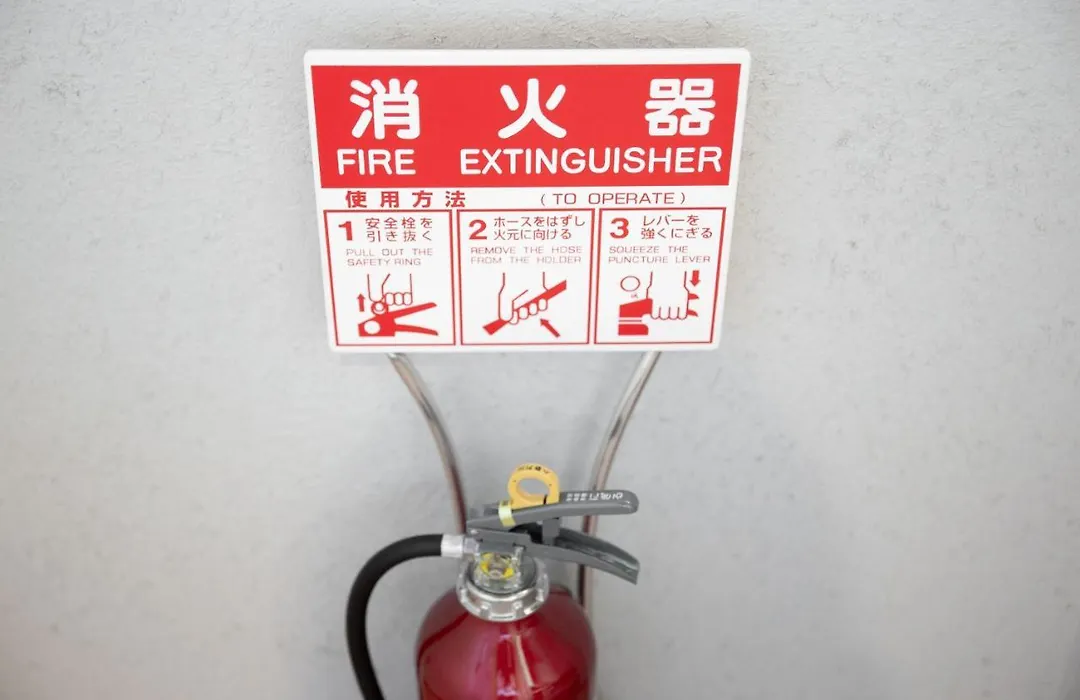 消火器
FIRE EXTINGUISHER
使用方法 (TO OPERATE)
1 安全栓を
引き抜く
PULL OUT THE
SAFETY RING
2 ホースをはずし
火元に向ける
REMOVE THE HOSE
FROM THE HOLDER
3 レバーを
強くにぎる
SQUEEZE THE
PUNCTURE LEVER